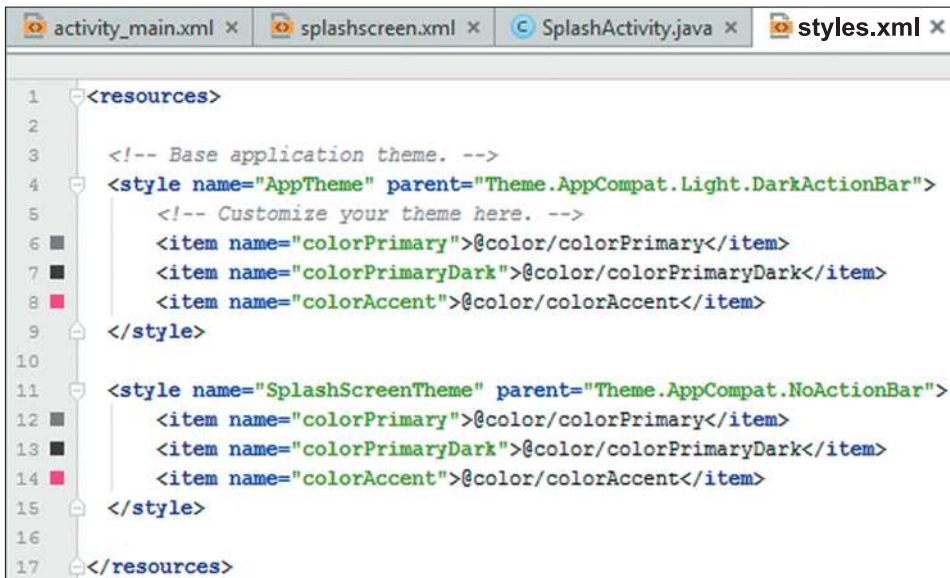 activity_main.xml × splashscreen.xml × SplashActivity.java × styles.xml ×
1 <resources>
2
3 <!-- Base application theme. -->
4 <style name="AppTheme" parent="Theme.AppCompat.Light.DarkActionBar">
5 <!-- Customize your theme here. -->
6 <item name="colorPrimary">@color/colorPrimary</item>
7 <item name="colorPrimaryDark">@color/colorPrimaryDark</item>
8 <item name="colorAccent">@color/colorAccent</item>
9 </style>
10
11 <style name="SplashScreenTheme" parent="Theme.AppCompat.NoActionBar">
12 <item name="colorPrimary">@color/colorPrimary</item>
13 <item name="colorPrimaryDark">@color/colorPrimaryDark</item>
14 <item name="colorAccent">@color/colorAccent</item>
15 </style>
16
17 </resources>